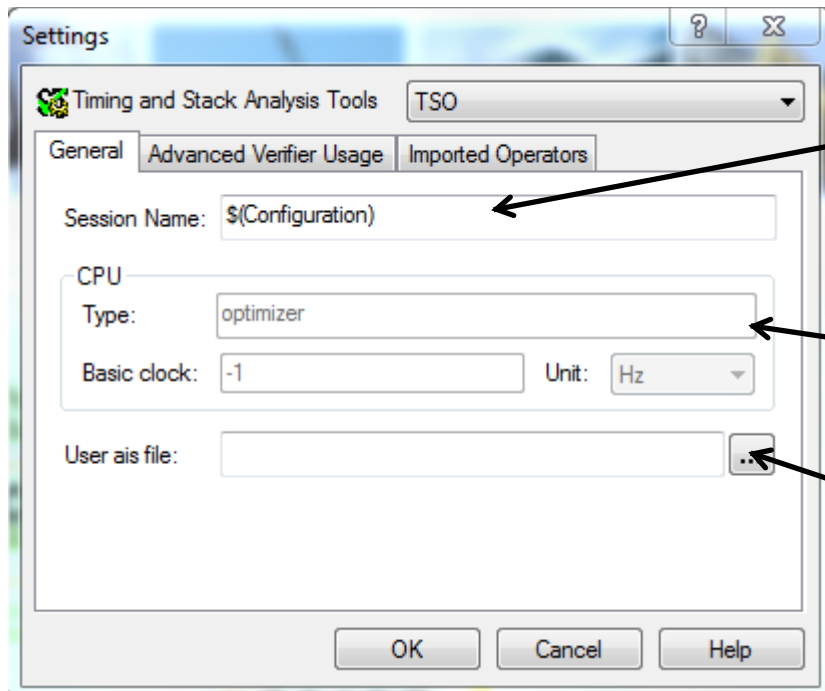 Settings
Timing and Stack Analysis Tools TSO
General Advanced Verifier Usage Imported Operators
Session Name: $(Configuration)
CPU
Type: optimizer
Basic clock: -1 Unit: Hz
User ais file: ...
OK Cancel Help